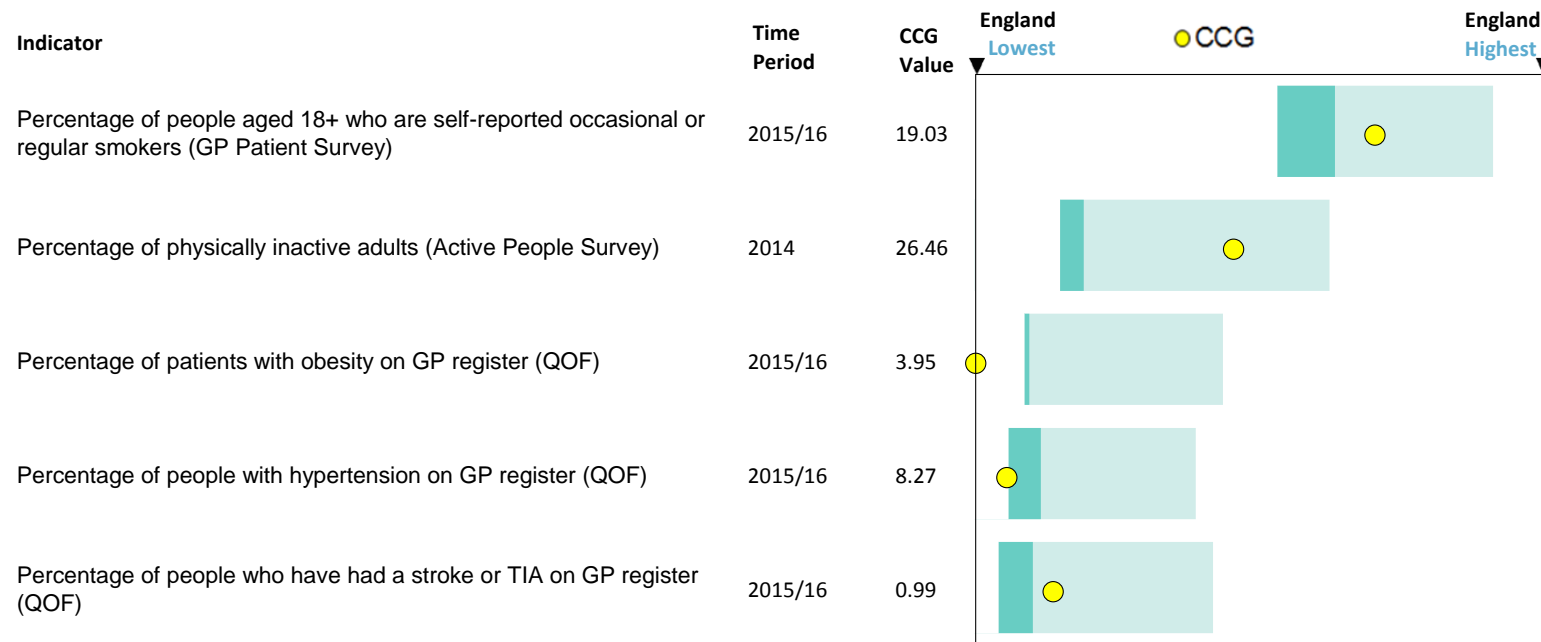 Indicator
Time
Period
CCG
Value
England
Lowest
CCG
England
Highest
Percentage of people aged 18+ who are self-reported occasional or
regular smokers (GP Patient Survey)
2015/16
19.03
Percentage of physically inactive adults (Active People Survey)
2014
26.46
Percentage of patients with obesity on GP register (QOF)
2015/16
3.95
Percentage of people with hypertension on GP register (QOF)
2015/16
8.27
Percentage of people who have had a stroke or TIA on GP register
(QOF)
2015/16
0.99